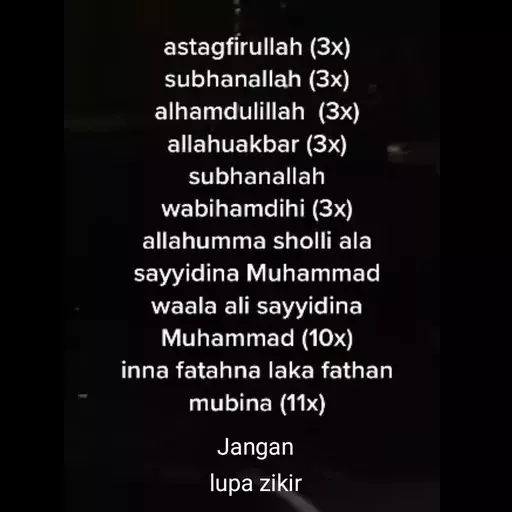 astagfirullah (3x)
subhanallah (3x)
alhamdulillah (3x)
allahuakbar (3x)
subhanallah
wabihamdihi (3x)
allahumma sholli ala
sayyidina Muhammad
waala ali sayyidina
Muhammad (10x)
inna fatahna laka fathan
mubina (11x)
Jangan
lupa zikir